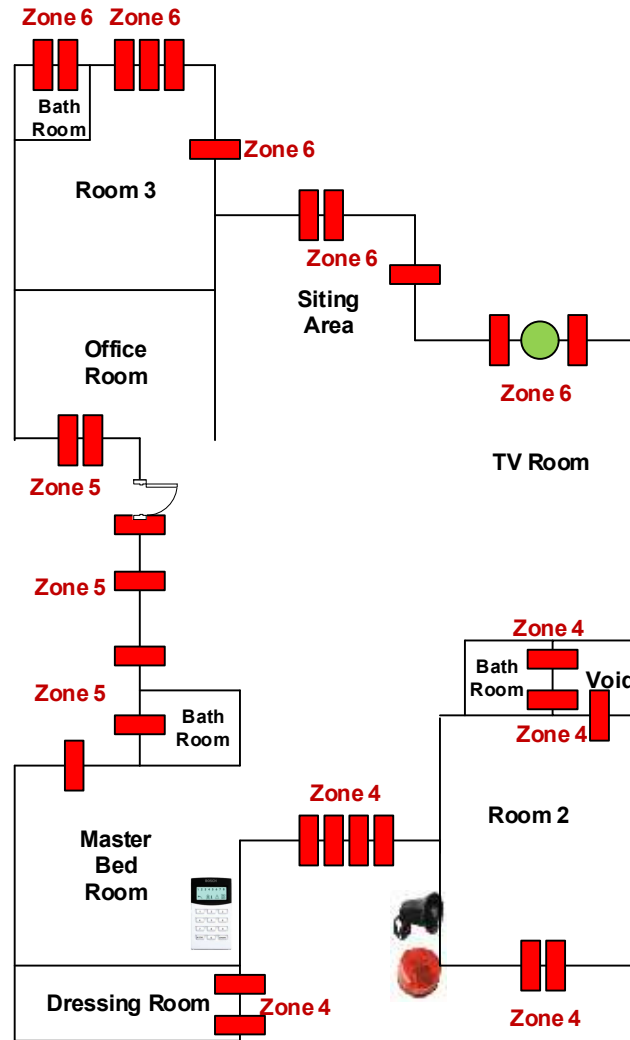 Zone 6
Zone 6
Bath
Room
Zone 6
Room 3
Zone 6
Siting
Area
Office
Room
Zone 6
TV Room
Zone 5
Zone 5
Zone 4
Bath
Room
Void
Zone 5
Bath
Room
Zone 4
Zone 4
Room 2
Master
Bed
Room
Dressing Room
Zone 4
Zone 4